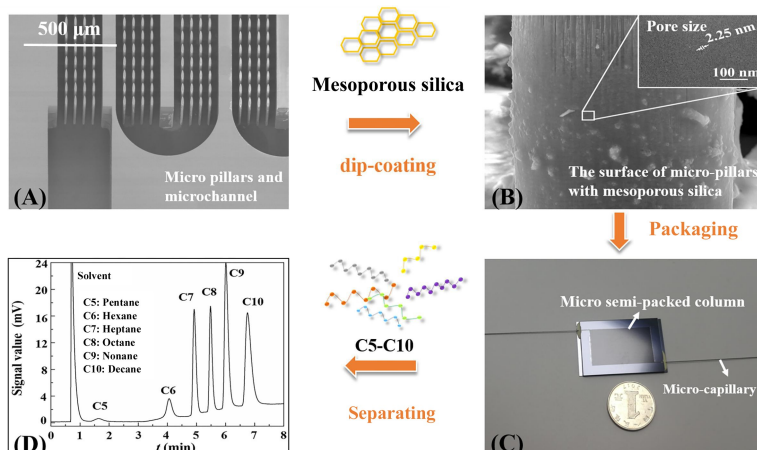 500 μm
Micro pillars and
microchannel
(A)
Mesoporous silica
dip-coating
Pore size
2.25 nm
100 nm
The surface of micro-pillars
with mesoporous silica
(B)
Packaging
Micro semi-packed column
Micro-capillary
(C)
C5-C10
Separating
24
20
16
12
8
4
0
Signal value (mV)
Solvent
C5: Pentane
C6: Hexane
C7: Heptane
C8: Octane
C9: Nonane
C10: Decane
C5
C6
C7
C8
C9
C10
0 1 2 3 4 5 6 7 8
t (min)
(D)